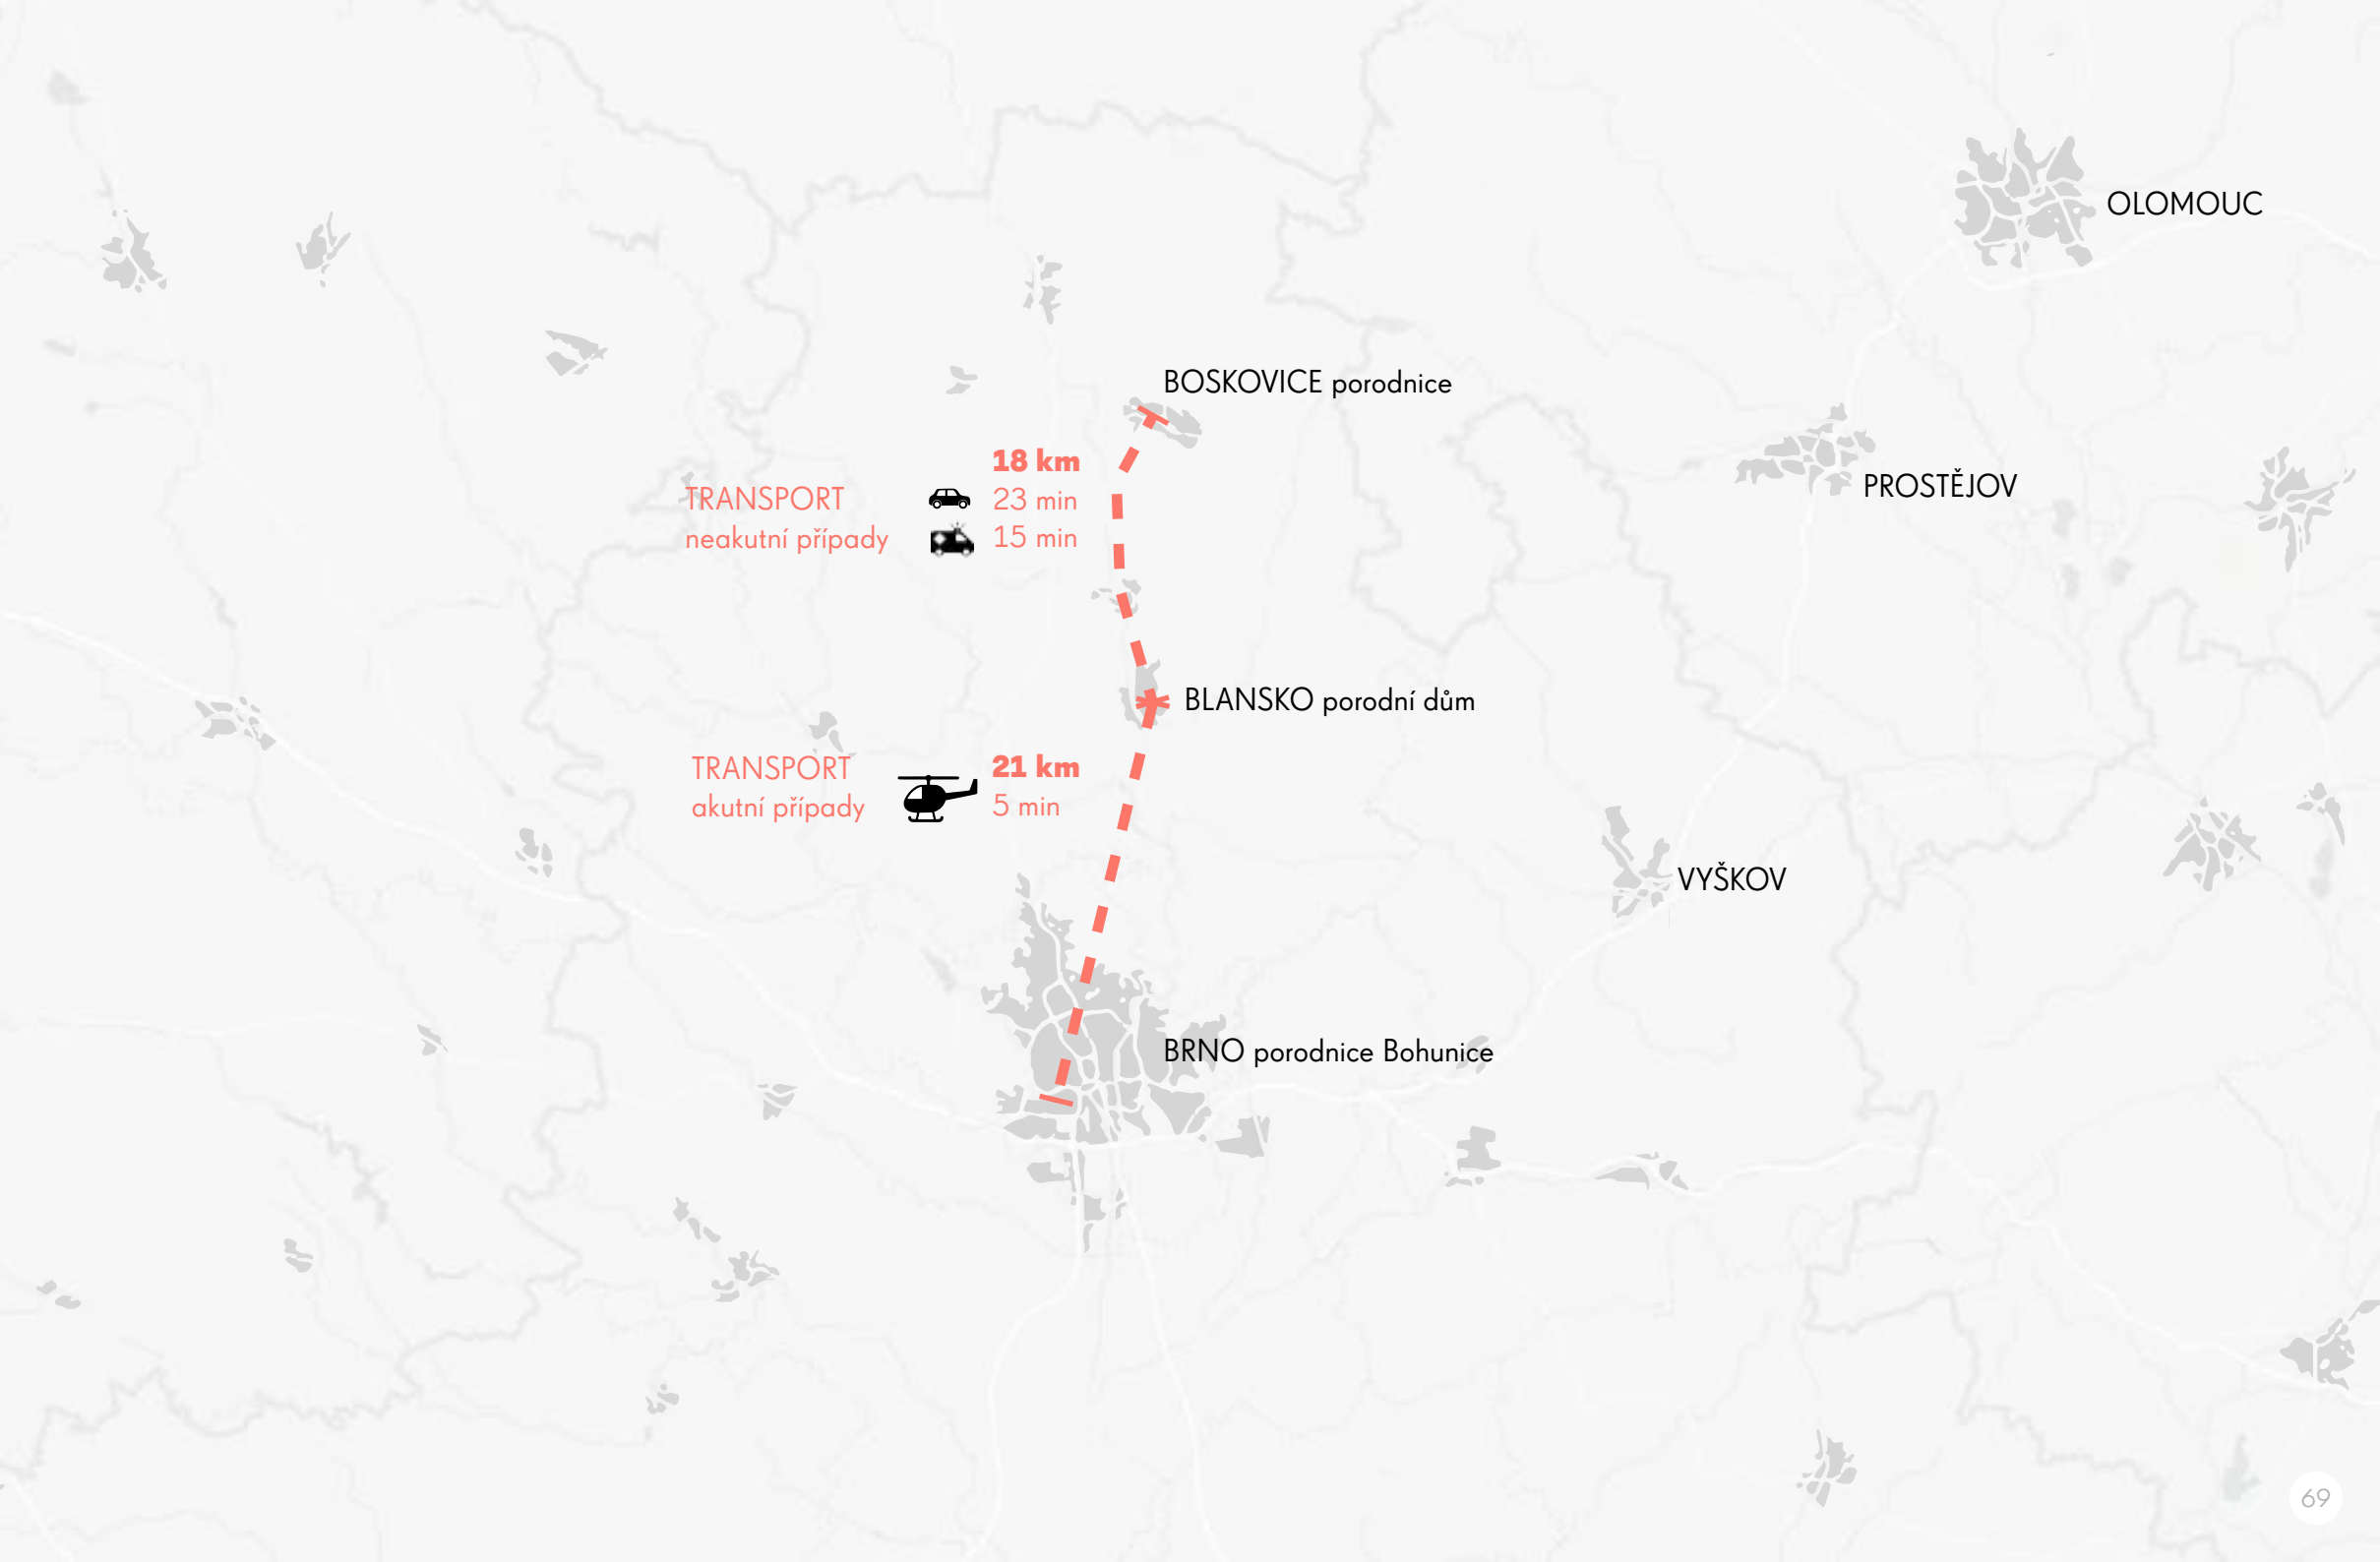 OLOMOUC
BOSKOVICE porodnice
18 km
TRANSPORT
23 min
neakutní případy
15 min
PROSTĚJOV
BLANSKO porodní dům
TRANSPORT
21 km
akutní případy
5 min
VYŠKOV
BRNO porodnice Bohunice
69